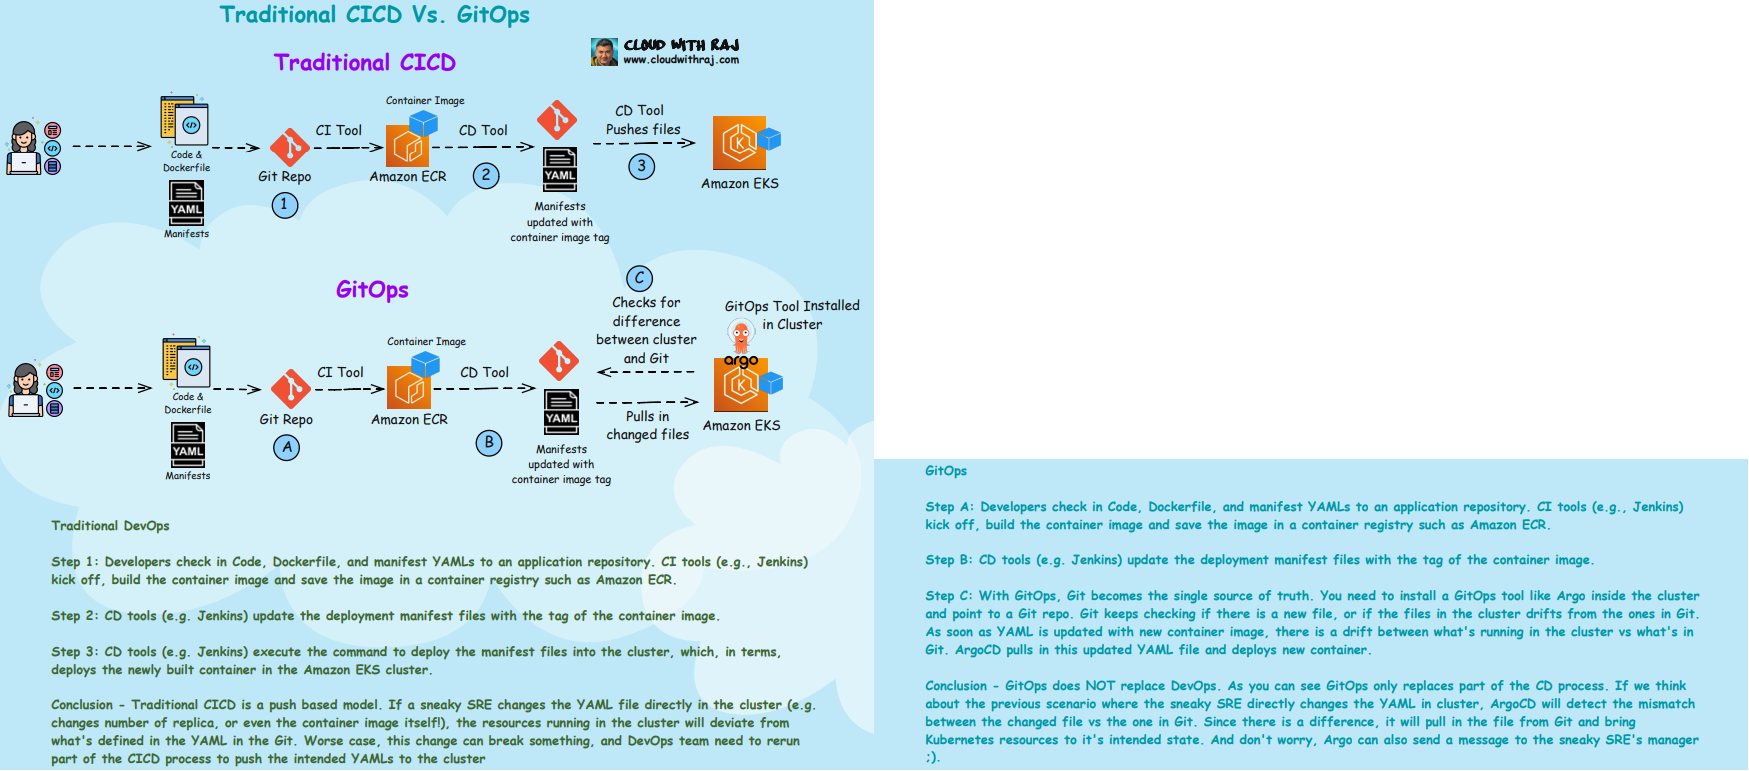 Traditional CICD Vs. GitOps
CLOUD WITH RAJ
www.cloudwithraj.com
Traditional CICD
Code &
Dockerfile
YAML
Manifests
Git Repo
1
CI Tool
Container Image
Amazon ECR
CD Tool
2
YAML
Manifests
updated with
container image tag
CD Tool
Pushes files
3
Amazon EKS
GitOps
Code &
Dockerfile
YAML
Manifests
Git Repo
A
CI Tool
Container Image
Amazon ECR
CD Tool
B
YAML
Manifests
updated with
container image tag
C
Checks for
difference
between cluster
and Git
Pulls in
changed files
GitOps Tool Installed
in Cluster
argo
Amazon EKS
Traditional DevOps
Step 1: Developers check in Code, Dockerfile, and manifest YAMLs to an application repository. CI tools (e.g., Jenkins)
kick off, build the container image and save the image in a container registry such as Amazon ECR.
Step 2: CD tools (e.g. Jenkins) update the deployment manifest files with the tag of the container image.
Step 3: CD tools (e.g. Jenkins) execute the command to deploy the manifest files into the cluster, which, in terms,
deploys the newly built container in the Amazon EKS cluster.
Conclusion - Traditional CICD is a push based model. If a sneaky SRE changes the YAML file directly in the cluster (e.g.
changes number of replica, or even the container image itself!), the resources running in the cluster will deviate from
what's defined in the YAML in the Git. Worse case, this change can break something, and DevOps team need to rerun
part of the CICD process to push the intended YAMLs to the cluster
GitOps
Step A: Developers check in Code, Dockerfile, and manifest YAMLs to an application repository. CI tools (e.g., Jenkins)
kick off, build the container image and save the image in a container registry such as Amazon ECR.
Step B: CD tools (e.g. Jenkins) update the deployment manifest files with the tag of the container image.
Step C: With GitOps, Git becomes the single source of truth. You need to install a GitOps tool like Argo inside the cluster
and point to a Git repo. Git keeps checking if there is a new file, or if the files in the cluster drifts from the ones in Git.
As soon as YAML is updated with new container image, there is a drift between what's running in the cluster vs what's in
Git. ArgoCD pulls in this updated YAML file and deploys new container.
Conclusion - GitOps does NOT replace DevOps. As you can see GitOps only replaces part of the CD process. If we think
about the previous scenario where the sneaky SRE directly changes the YAML in cluster, ArgoCD will detect the mismatch
between the changed file vs the one in Git. Since there is a difference, it will pull in the file from Git and bring
Kubernetes resources to it's intended state. And don't worry, Argo can also send a message to the sneaky SRE's manager
;).